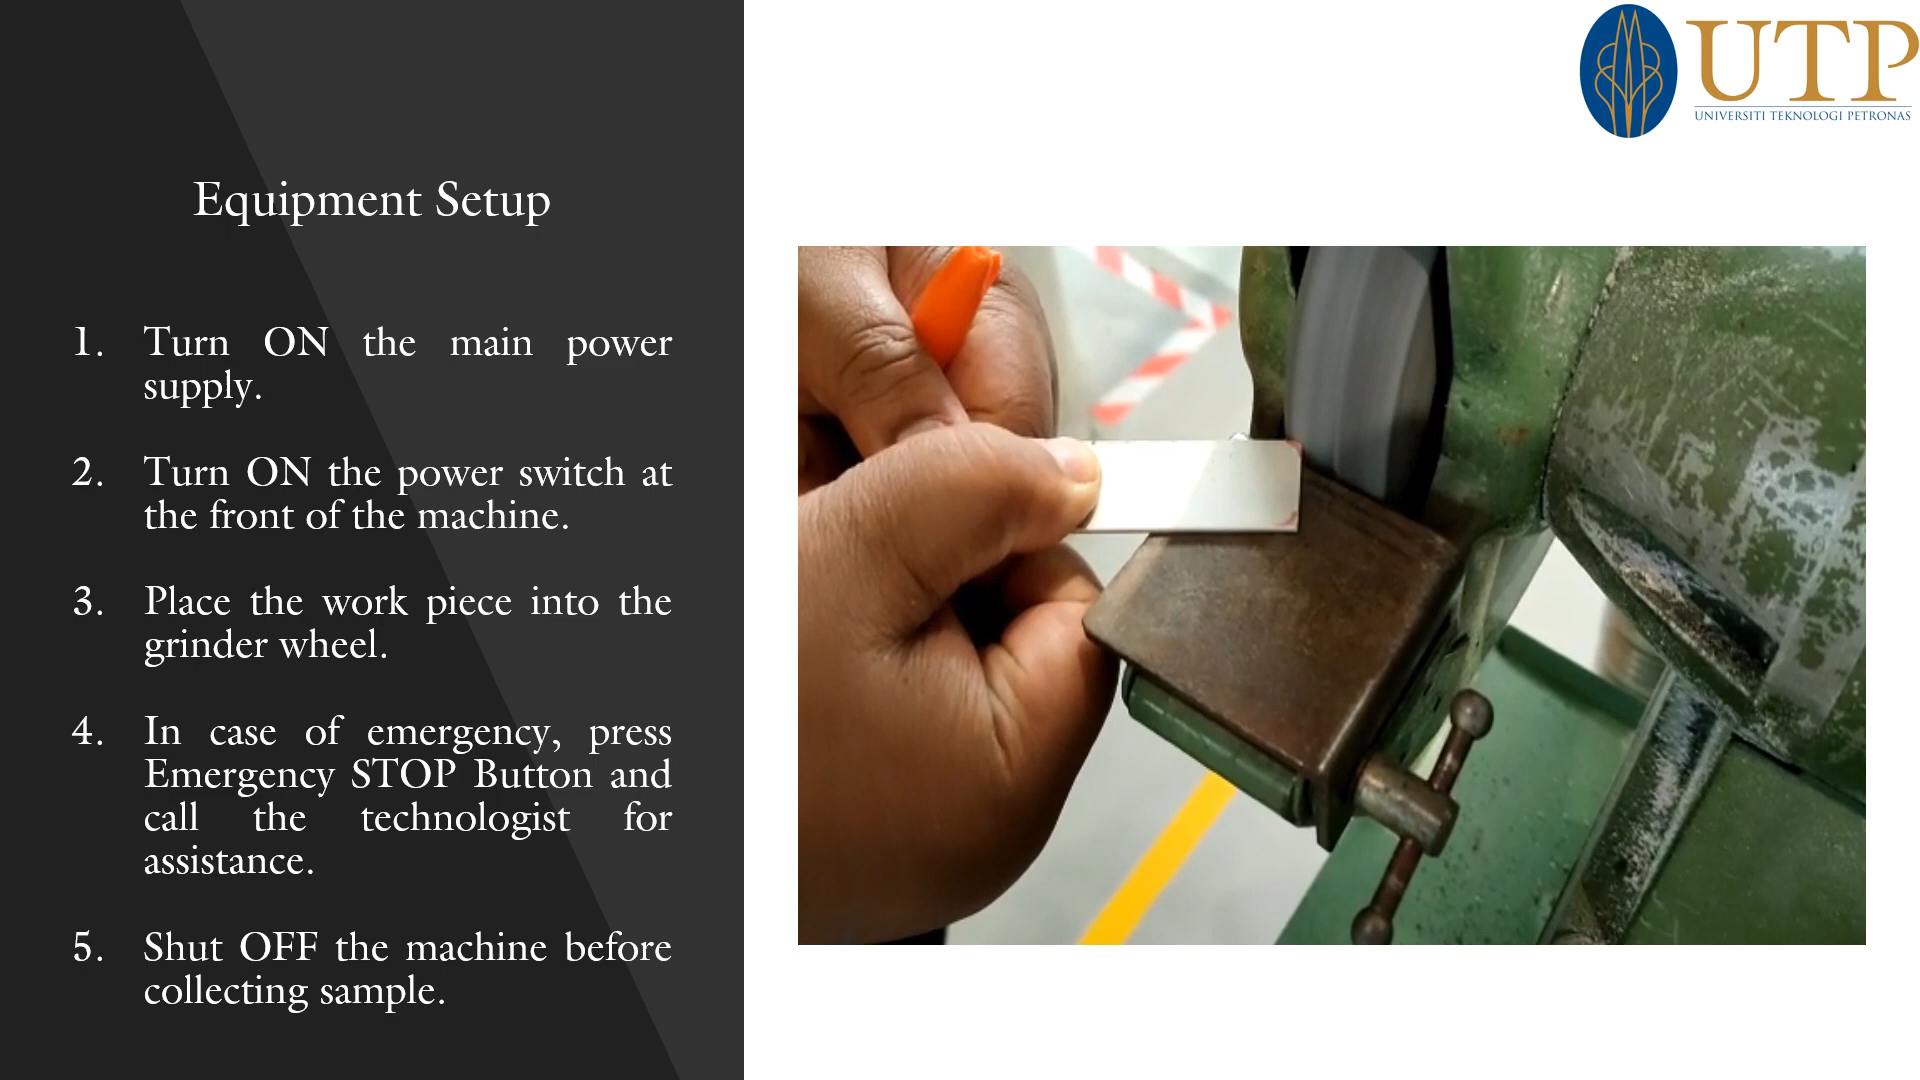 UTP
UNIVERSITI TEKNOLOGI PETRONAS
Equipment Setup
1. Turn ON the main power
supply.
2. Turn ON the power switch at
the front of the machine.
3. Place the work piece into the
grinder wheel.
4. In case of emergency, press
Emergency STOP Button and
call the technologist for
assistance.
5. Shut OFF the machine before
collecting sample.